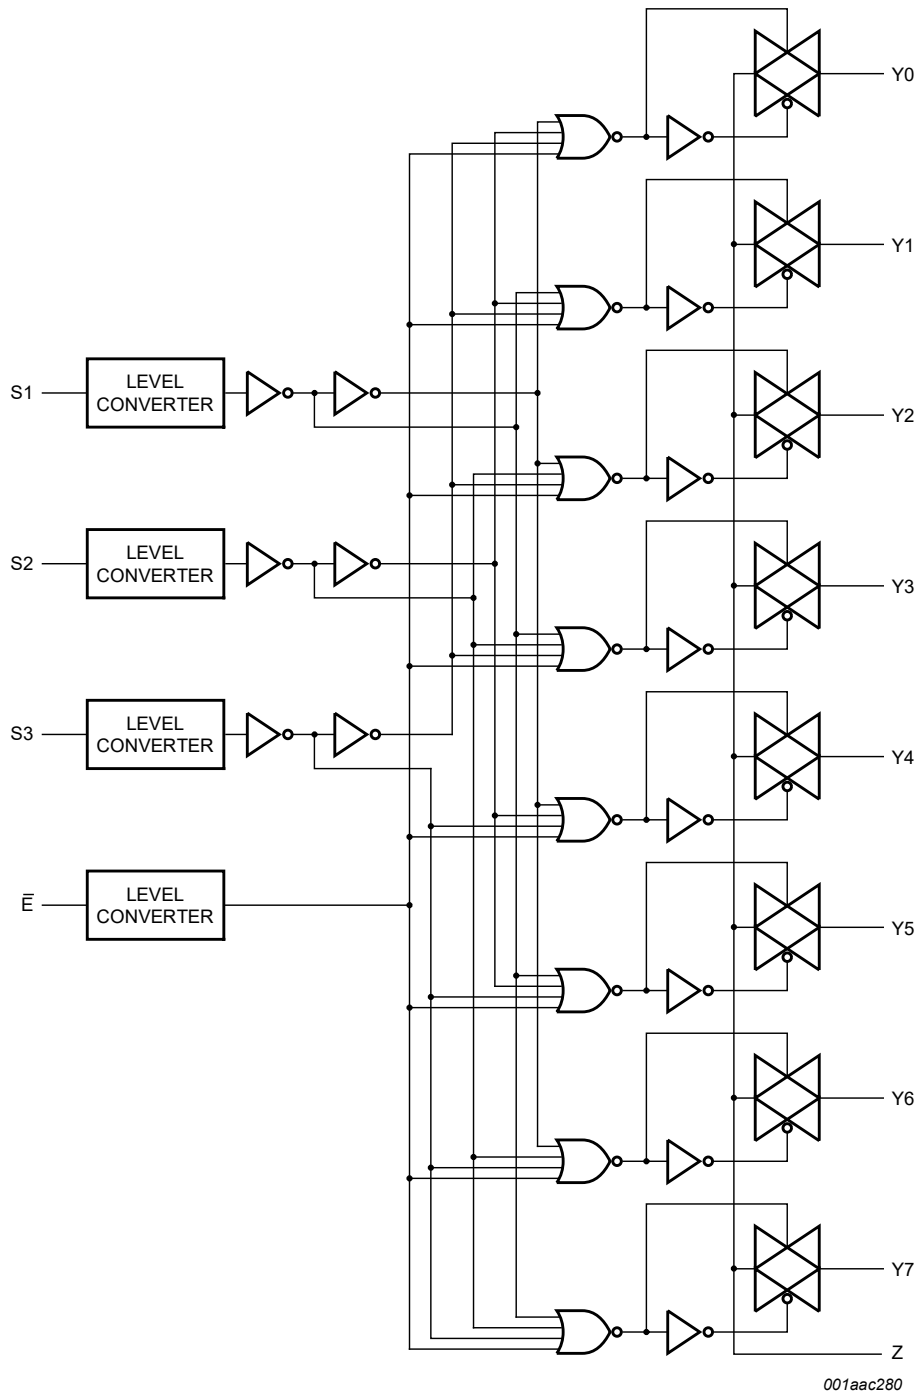 Y0
Y1
S1
LEVEL
CONVERTER
Y2
S2
LEVEL
CONVERTER
Y3
S3
LEVEL
CONVERTER
Y4
E̅
LEVEL
CONVERTER
Y5
Y6
Y7
Z
001aac280